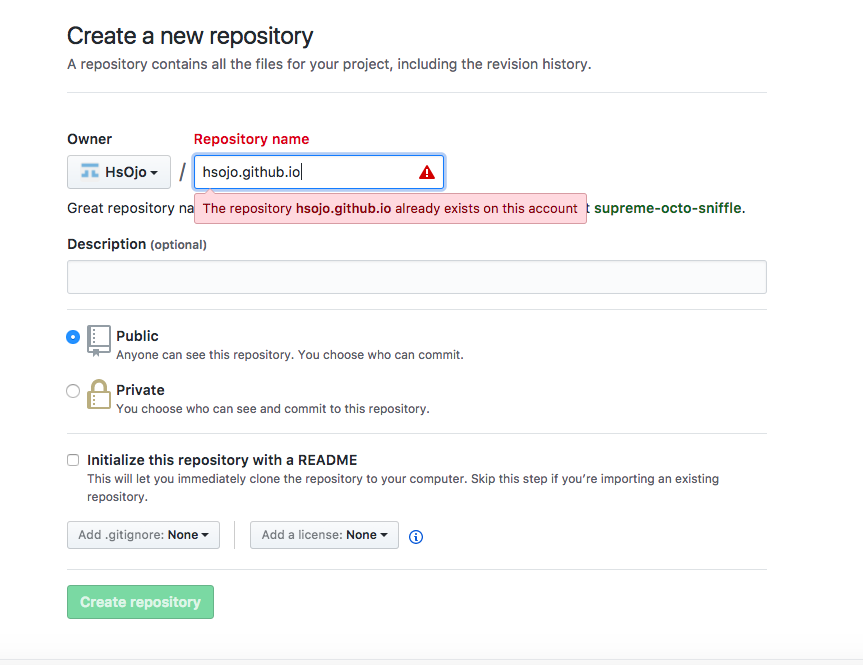 Create a new repository
A repository contains all the files for your project, including the revision history.
Owner
Repository name
HsOjo
/
hsojo.github.io
Great repository na
The repository hsojo.github.io already exists on this account
supreme-octo-sniffle.
Description (optional)
Public
Anyone can see this repository. You choose who can commit.
Private
You choose who can see and commit to this repository.
Initialize this repository with a README
This will let you immediately clone the repository to your computer. Skip this step if you’re importing an existing
repository.
Add .gitignore: None
Add a license: None
Create repository